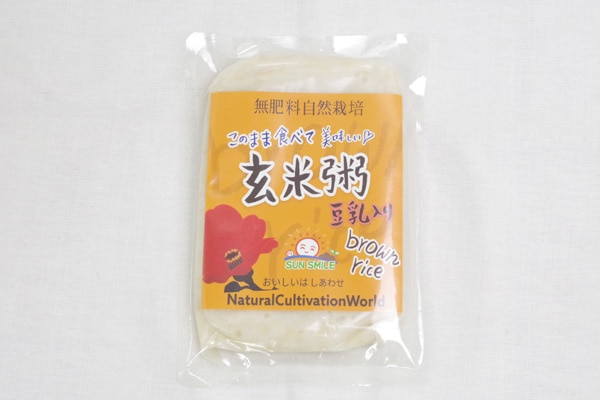 無肥料自然栽培
このまま食べて 美味しい♪
玄米粥
豆乳入り
brown
rice
SUN SMILE
おいしいは しあわせ
NaturalCultivationWorld